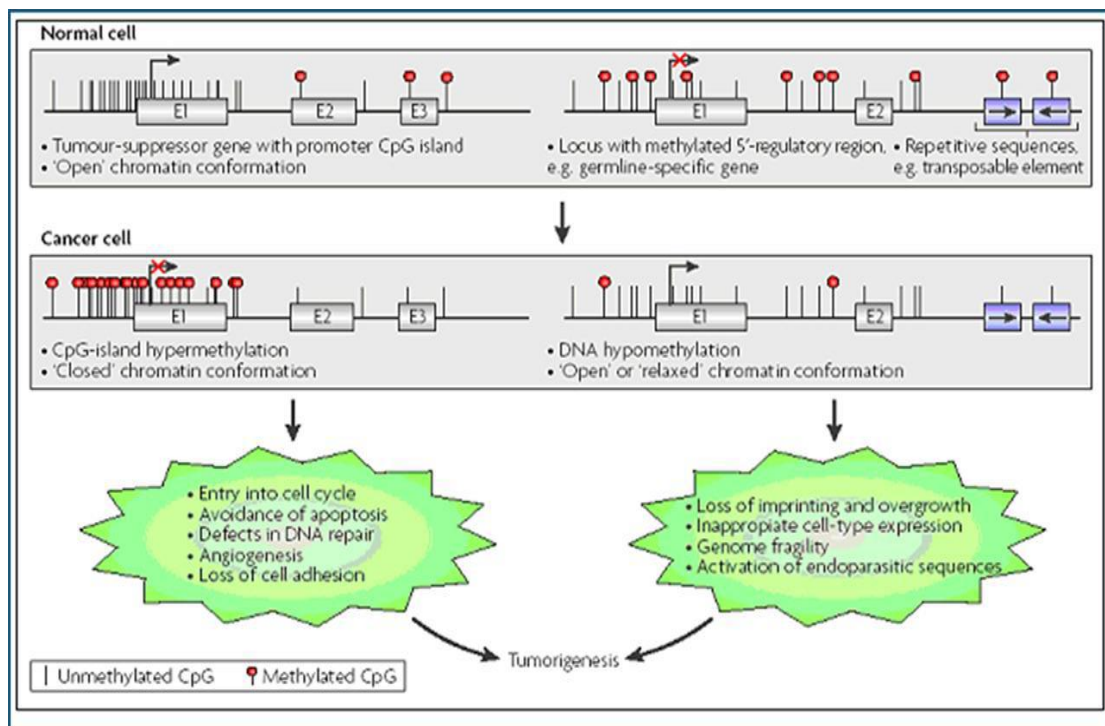 Normal cell
E1
E2
E3
E1
E2
• Tumour-suppressor gene with promoter CpG island
• 'Open' chromatin conformation
• Locus with methylated 5′-regulatory region,
e.g. germline-specific gene
• Repetitive sequences,
e.g. transposable element
Cancer cell
E1
E2
E3
E1
E2
• CpG-island hypermethylation
• 'Closed' chromatin conformation
• DNA hypomethylation
• 'Open' or 'relaxed' chromatin conformation
• Entry into cell cycle
• Avoidance of apoptosis
• Defects in DNA repair
• Angiogenesis
• Loss of cell adhesion
• Loss of imprinting and overgrowth
• Inappropiate cell-type expression
• Genome fragility
• Activation of endoparasitic sequences
Tumorigenesis
Unmethylated CpG
Methylated CpG